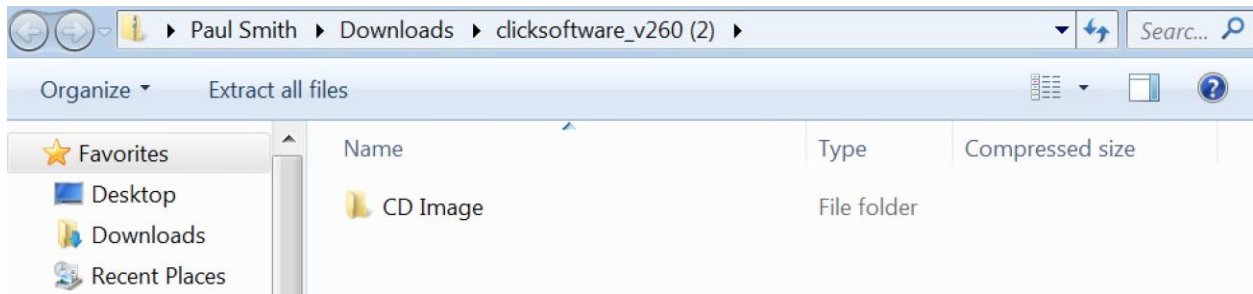 Paul Smith Downloads clicksoftware_v260 (2) Searc...
Organize Extract all files
Favorites Name Type Compressed size
Desktop
CD Image File folder
Downloads
Recent Places